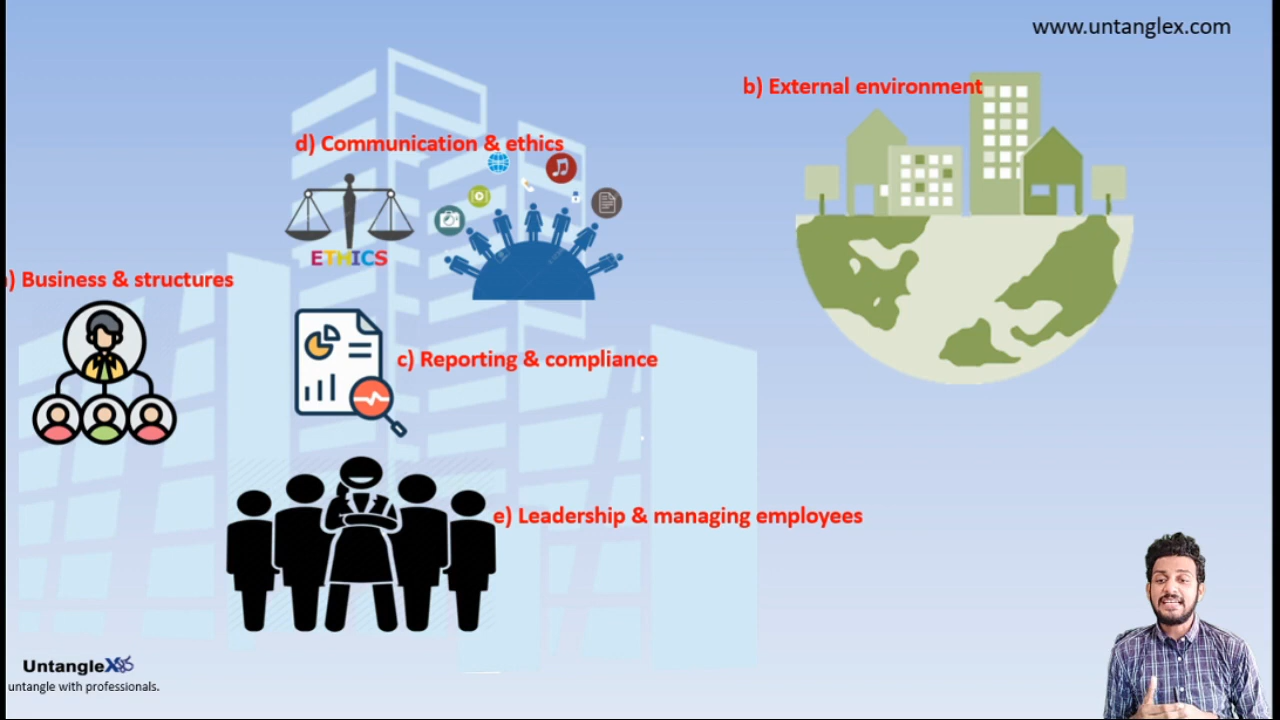 www.untanglex.com
b) External environment
d) Communication & ethics
ETHICS
) Business & structures
c) Reporting & compliance
e) Leadership & managing employees
UntangleX
untangle with professionals.